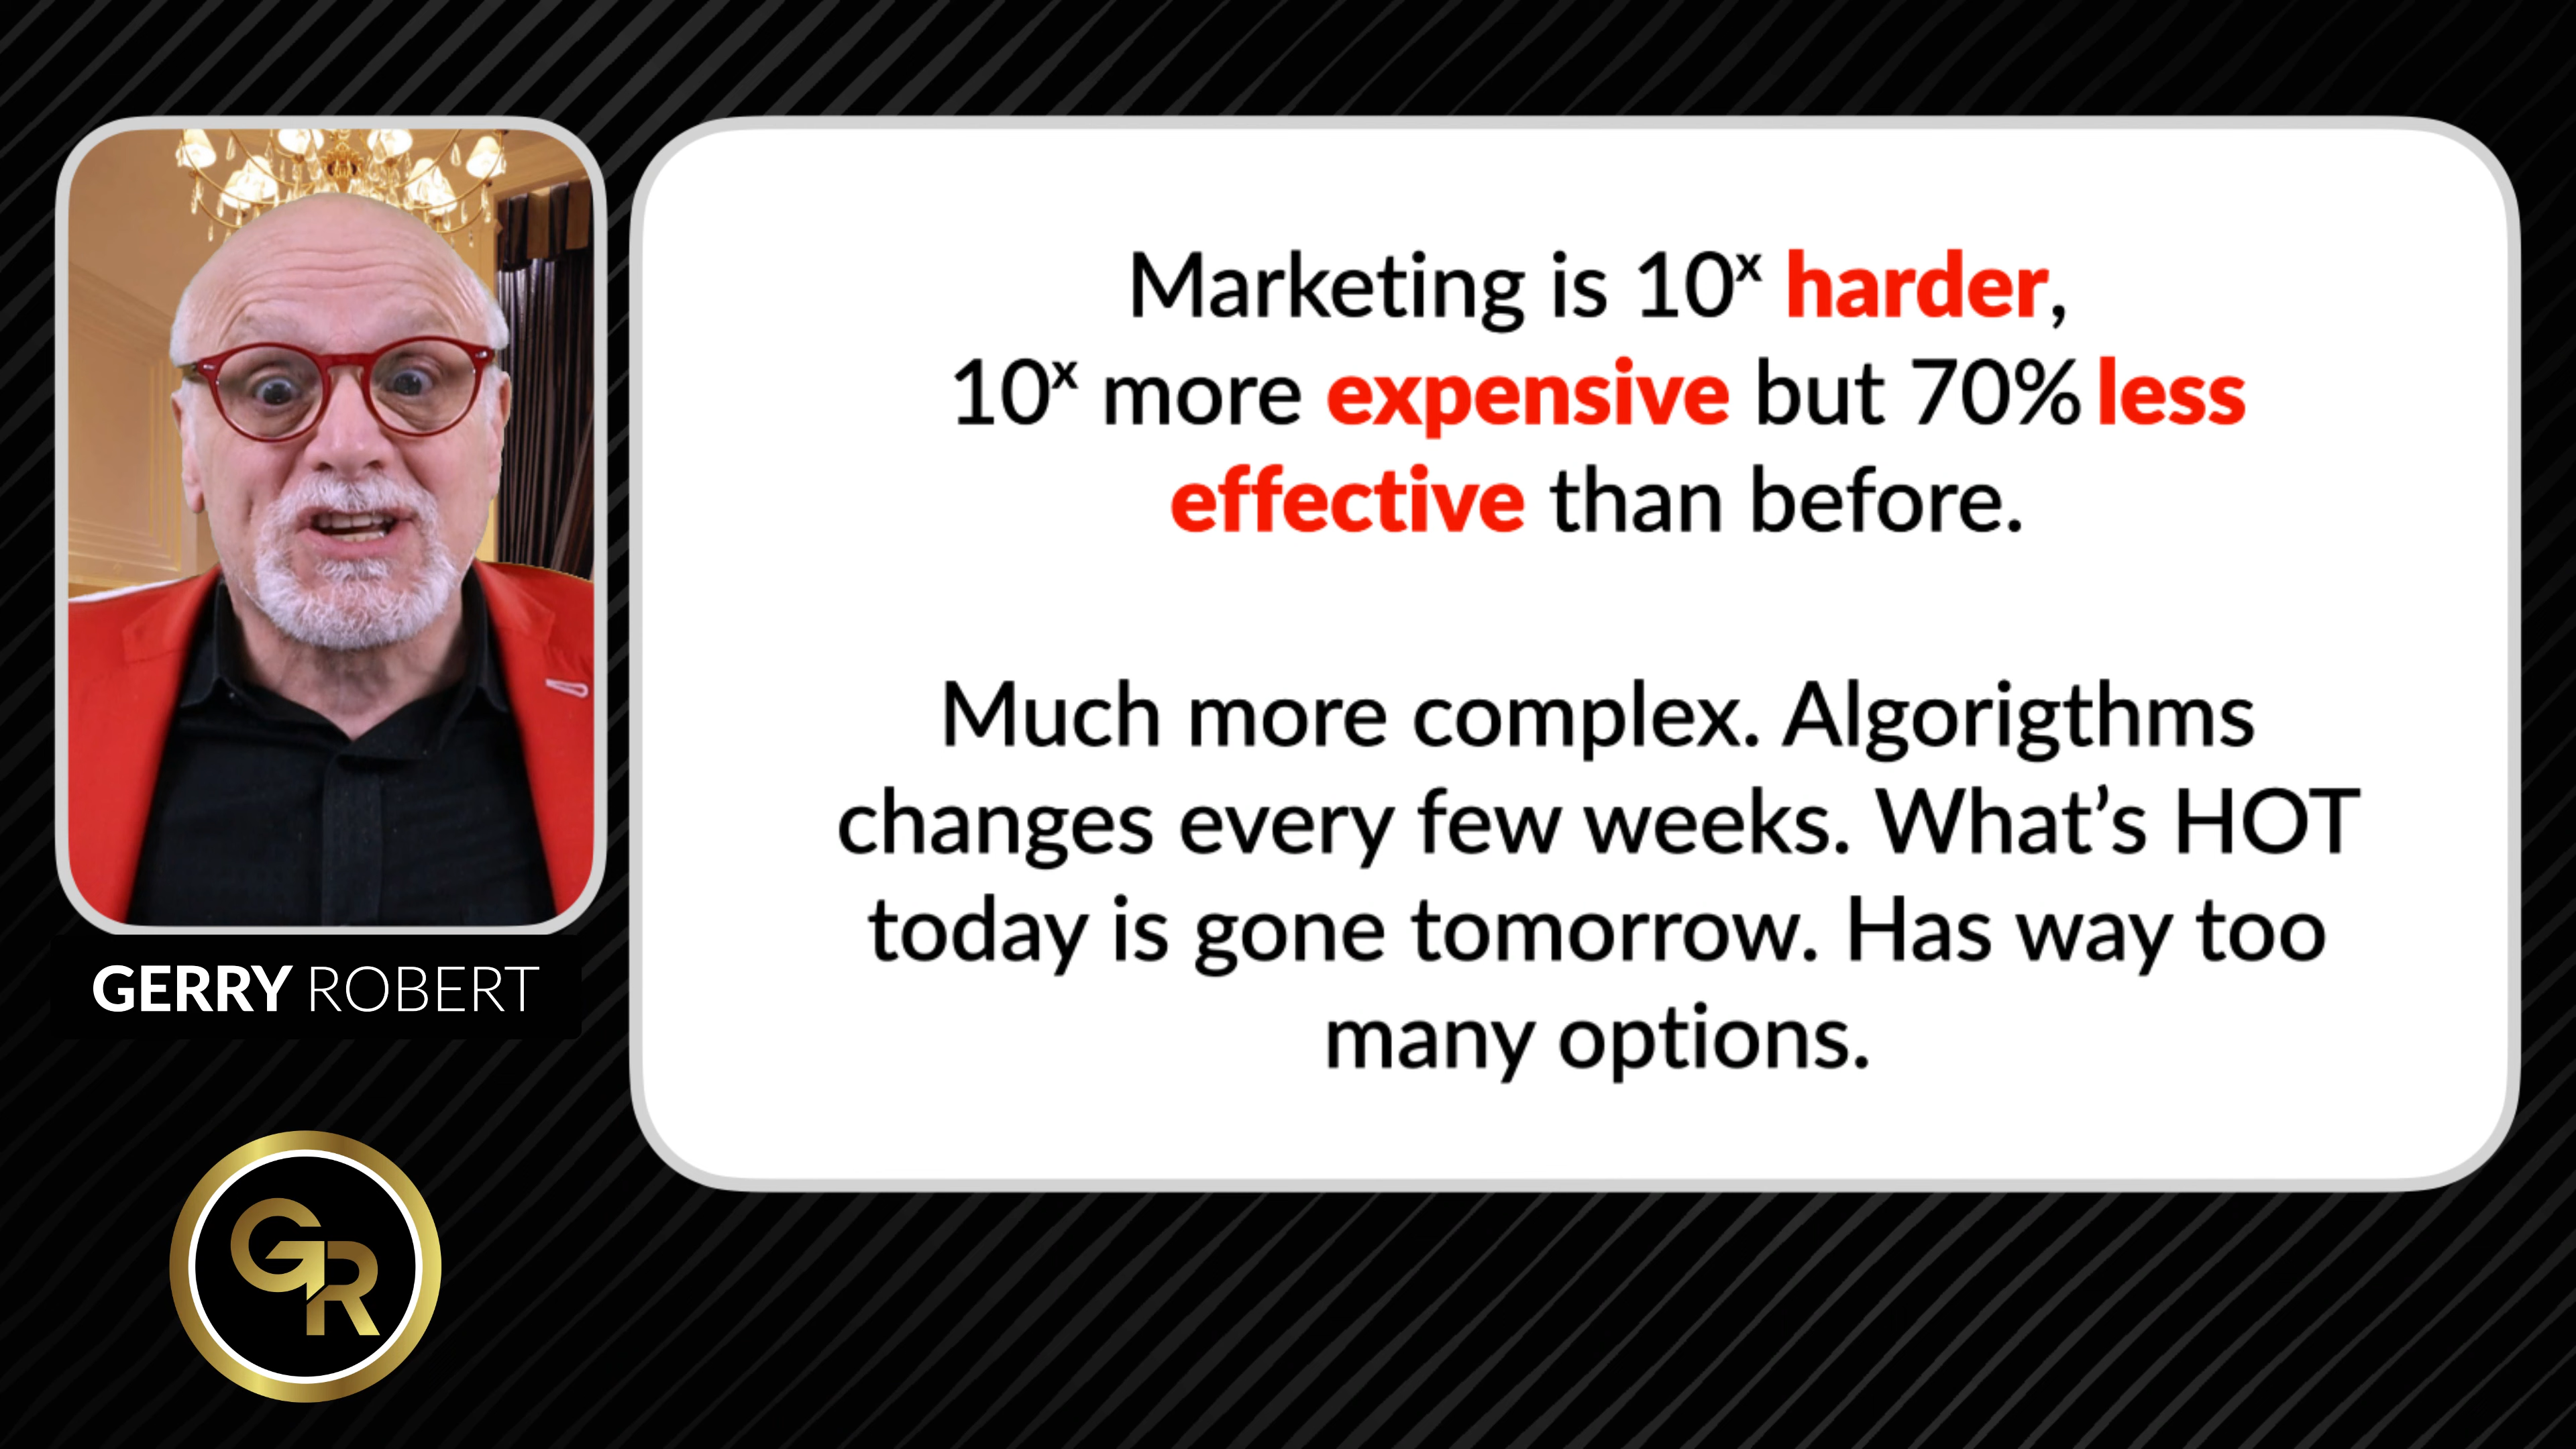 Marketing is 10ˣ harder,
10ˣ more expensive but 70% less
effective than before.
Much more complex. Algorigthms
changes every few weeks. What’s HOT
today is gone tomorrow. Has way too
many options.
GERRY ROBERT
GR